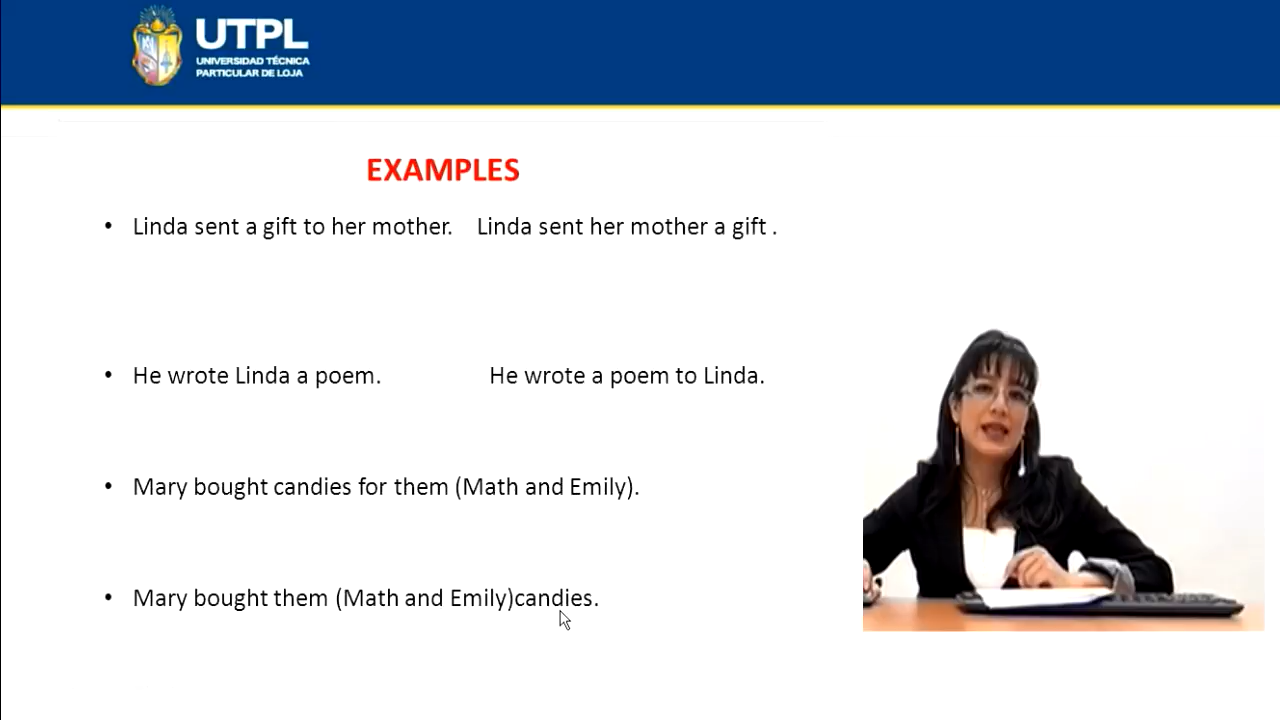 UTPL
UNIVERSIDAD TÉCNICA
PARTICULAR DE LOJA
EXAMPLES
• Linda sent a gift to her mother. Linda sent her mother a gift .
• He wrote Linda a poem. He wrote a poem to Linda.
• Mary bought candies for them (Math and Emily).
• Mary bought them (Math and Emily)candies.